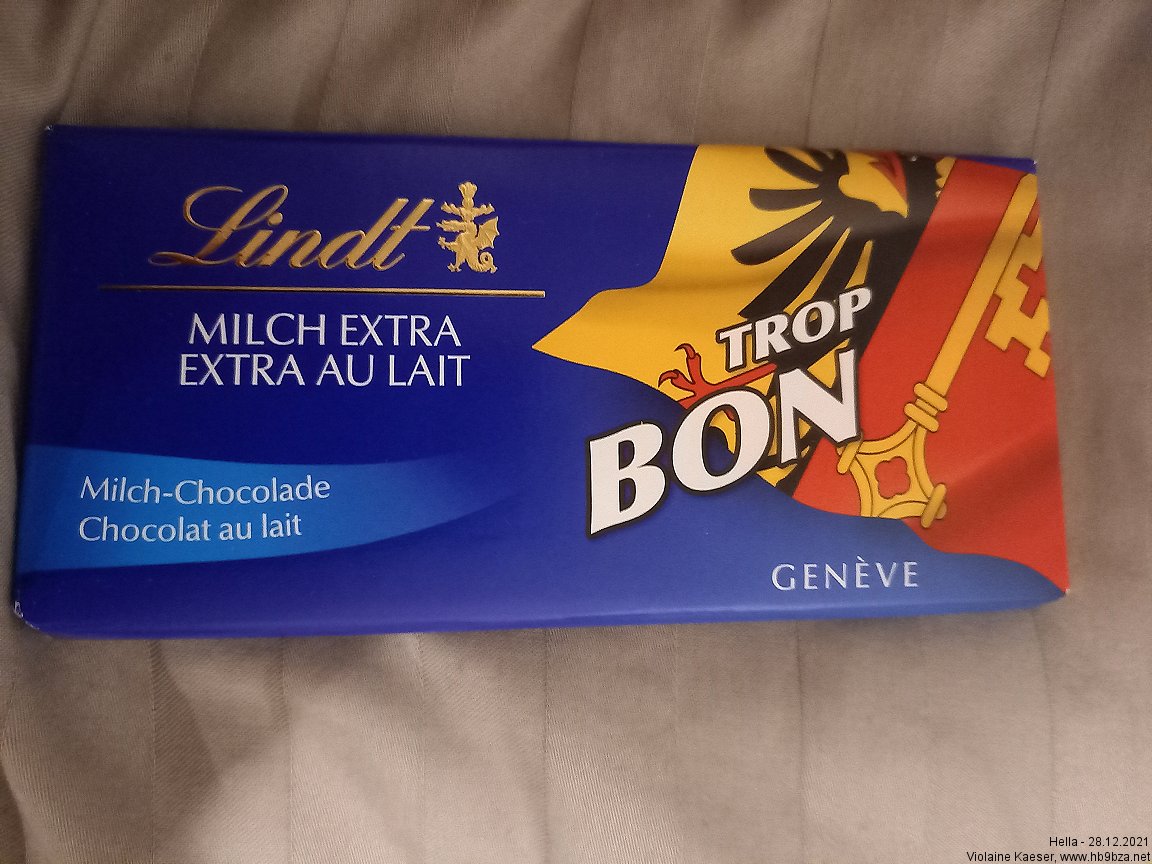 Lindt
MILCH EXTRA
EXTRA AU LAIT
Milch-Chocolade
Chocolat au lait
TROP
BON
GENÈVE
Hella - 28.12.2021
Violaine Kaeser, www.hb9bza.net